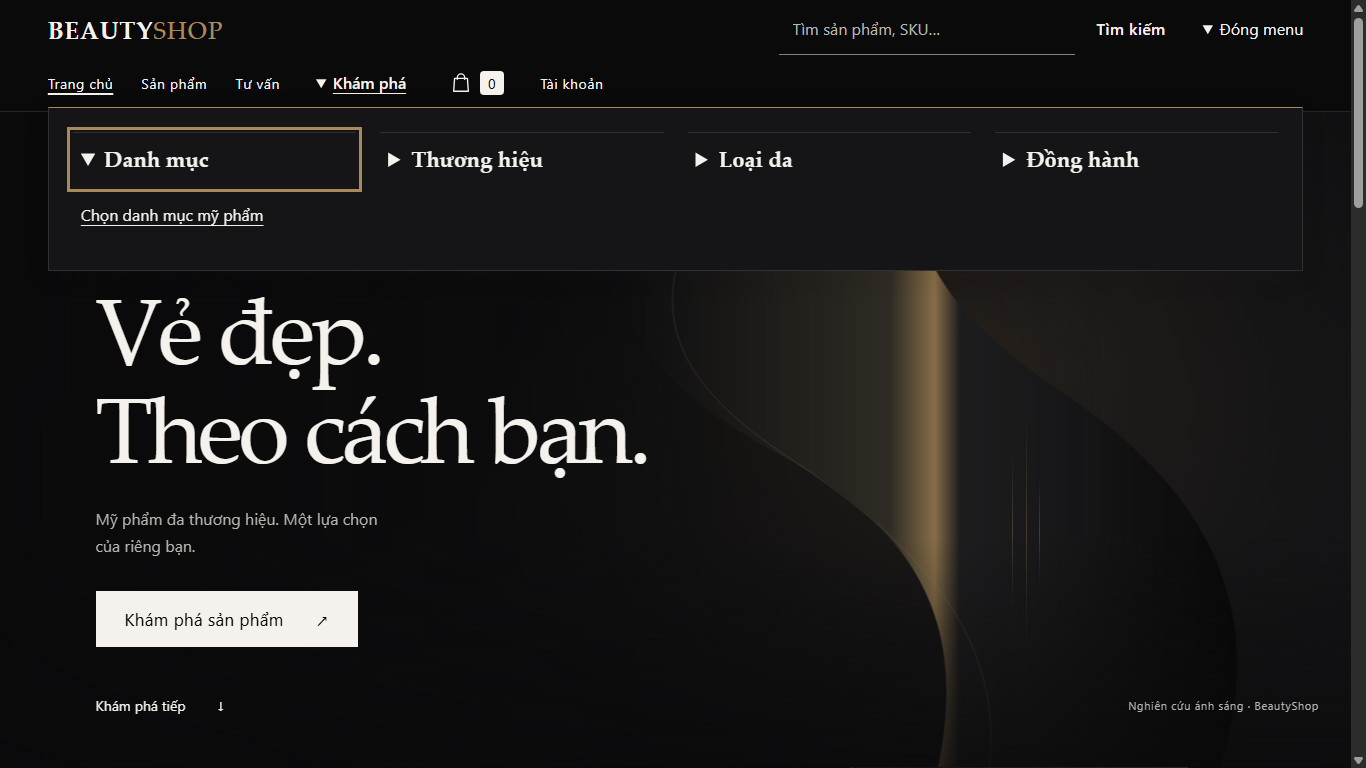 BEAUTYSHOP
Tìm sản phẩm, SKU...
Tìm kiếm
▼ Đóng menu
Trang chủ
Sản phẩm
Tư vấn
▼ Khám phá
0
Tài khoản
▼ Danh mục
▶ Thương hiệu
▶ Loại da
▶ Đồng hành
Chọn danh mục mỹ phẩm
Vẻ đẹp.
Theo cách bạn.
Mỹ phẩm đa thương hiệu. Một lựa chọn
của riêng bạn.
Khám phá sản phẩm ↗
Khám phá tiếp ↓
Nghiên cứu ánh sáng · BeautyShop